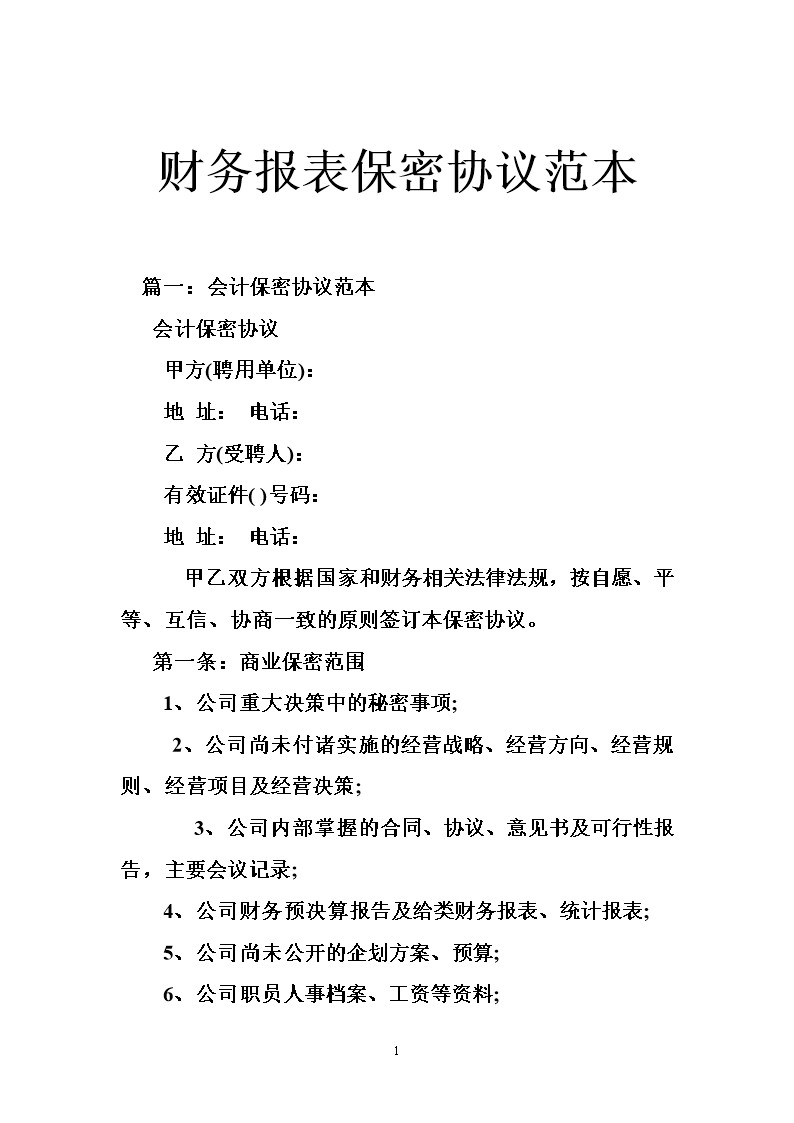 财务报表保密协议范本
篇一：会计保密协议范本
会计保密协议
甲方(聘用单位)：
地 址： 电话：
乙 方(受聘人)：
有效证件( )号码：
地 址： 电话：
甲乙双方根据国家和财务相关法律法规，按自愿、平
等、互信、协商一致的原则签订本保密协议。
第一条：商业保密范围
1、公司重大决策中的秘密事项;
2、公司尚未付诸实施的经营战略、经营方向、经营规
则、经营项目及经营决策;
3、公司内部掌握的合同、协议、意见书及可行性报
告，主要会议记录;
4、公司财务预决算报告及给类财务报表、统计报表;
5、公司尚未公开的企划方案、预算;
6、公司职员人事档案、工资等资料;
1